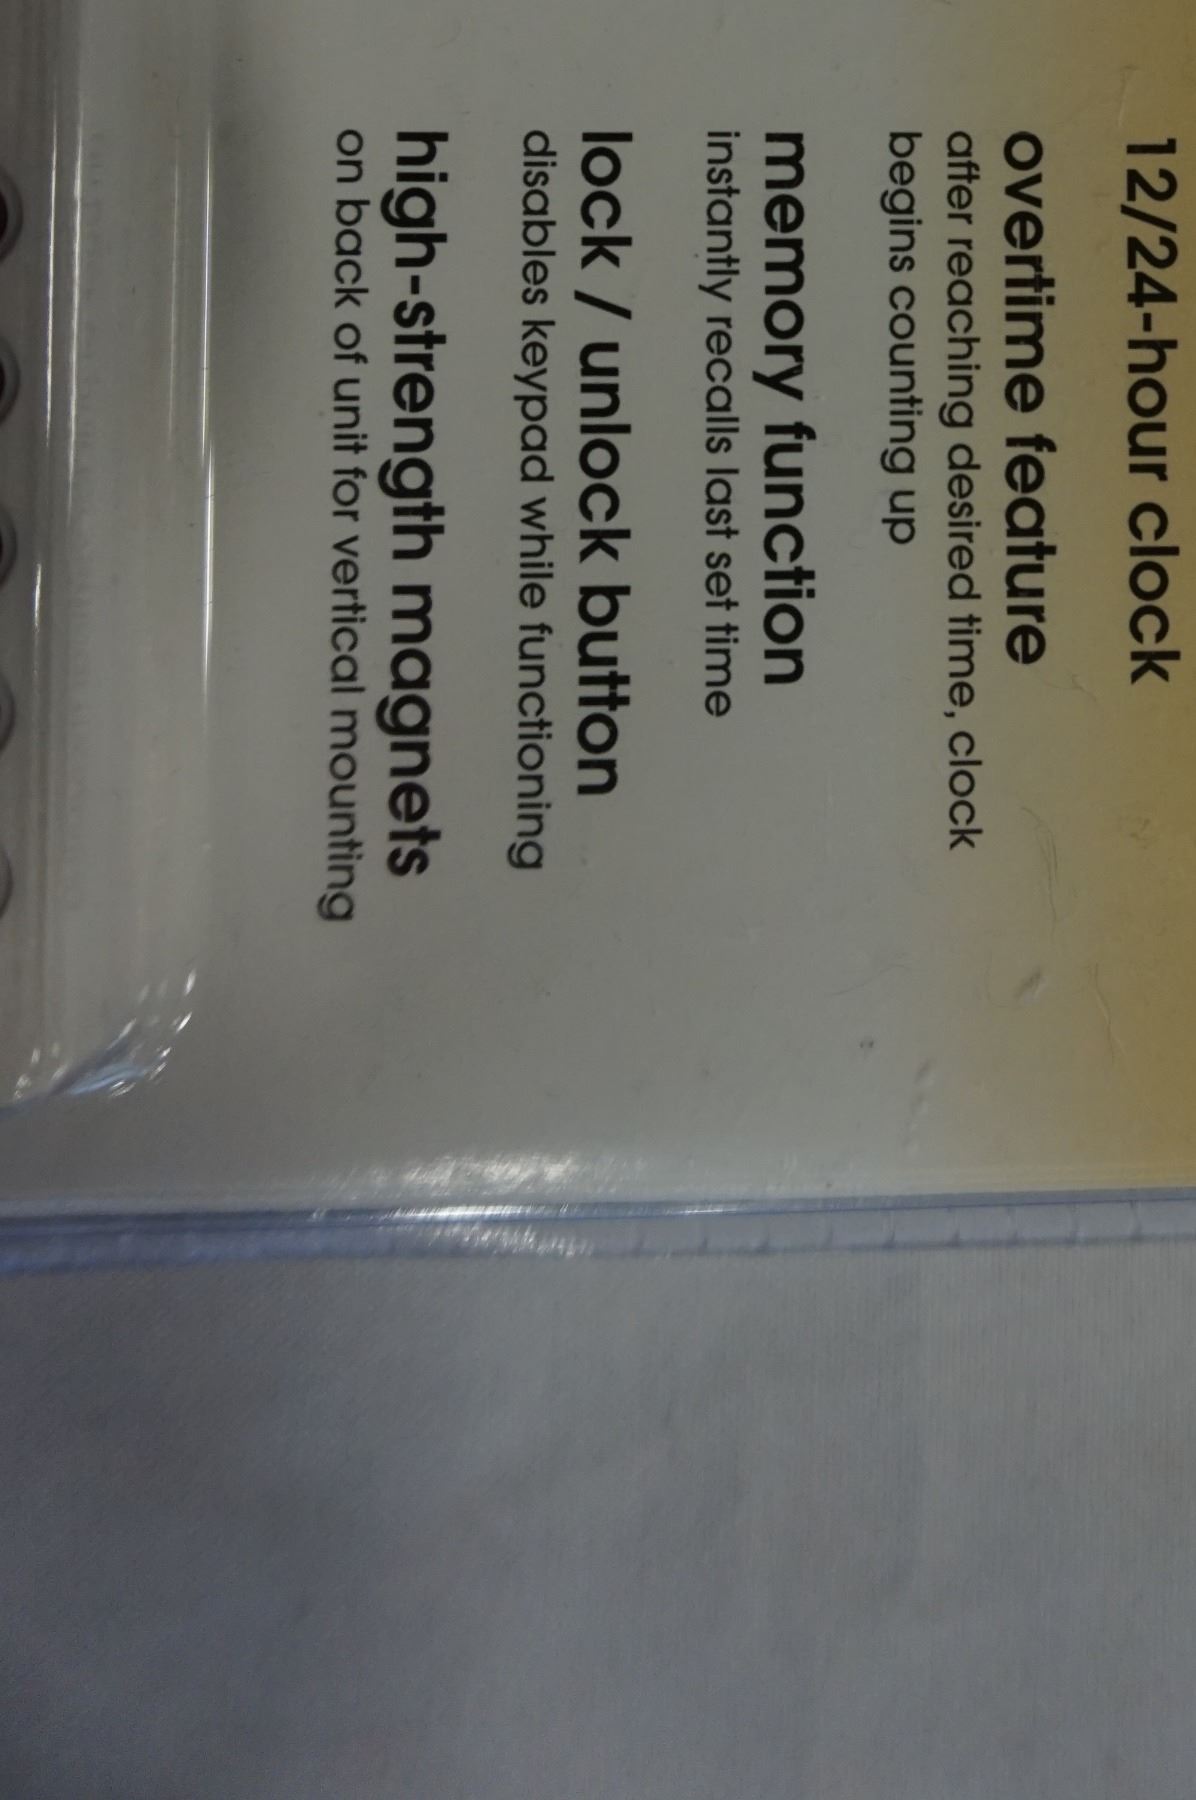 12/24-hour clock
overtime feature
after reaching desired time, clock
begins counting up
memory function
instantly recalls last set time
lock / unlock button
disables keypad while functioning
high-strength magnets
on back of unit for vertical mounting